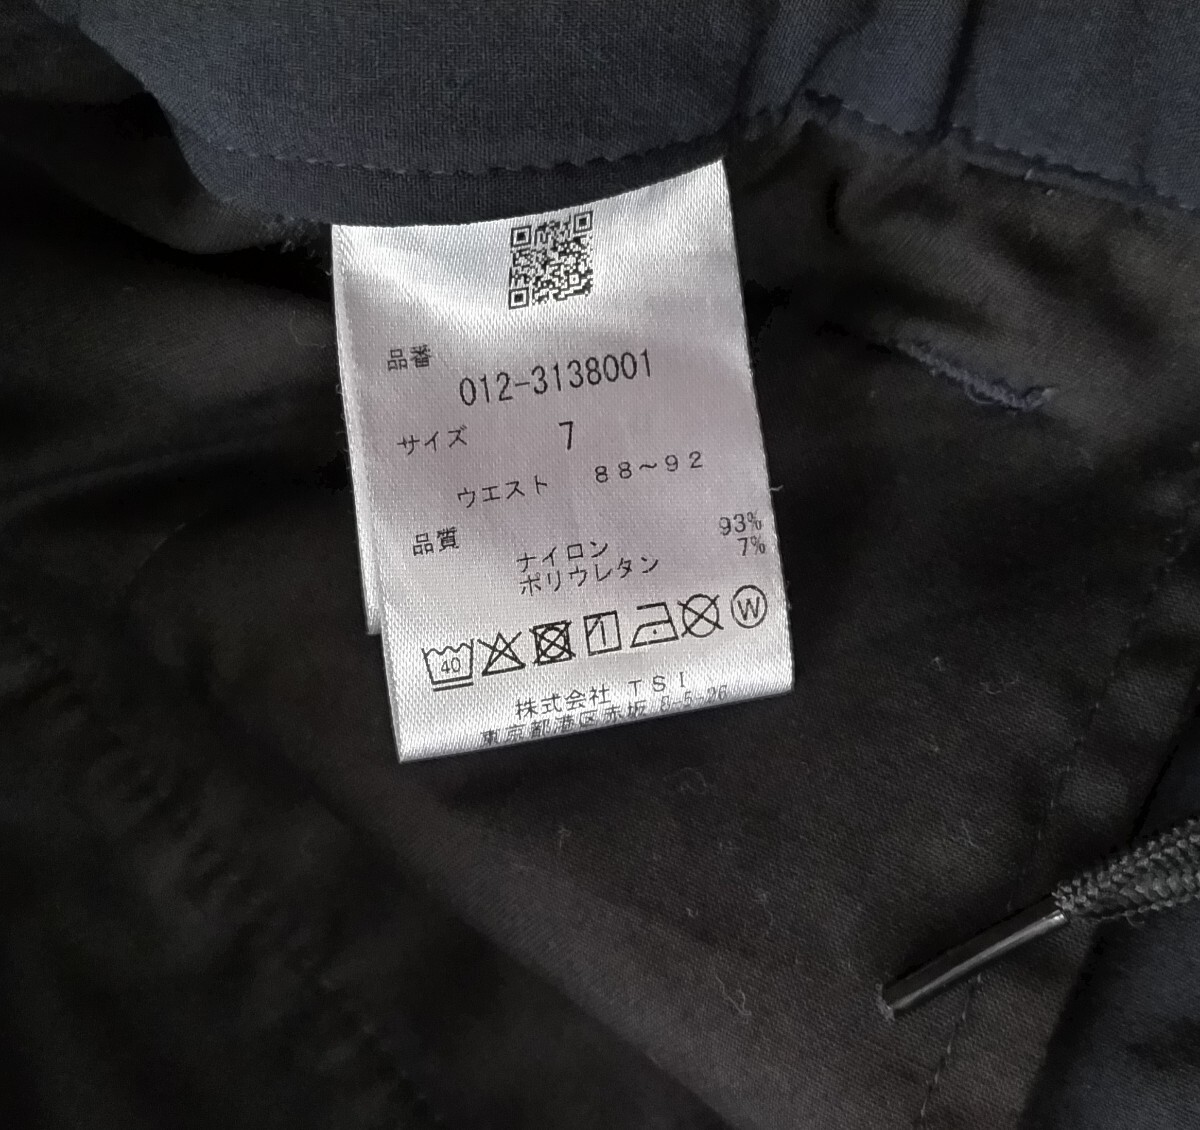 品番
012-3138001
サイズ 7
ウエスト 88~92
品質 ナイロン 93%
ポリウレタン 7%
40 W
株式会社 TSI
東京都港区赤坂 8-5-26